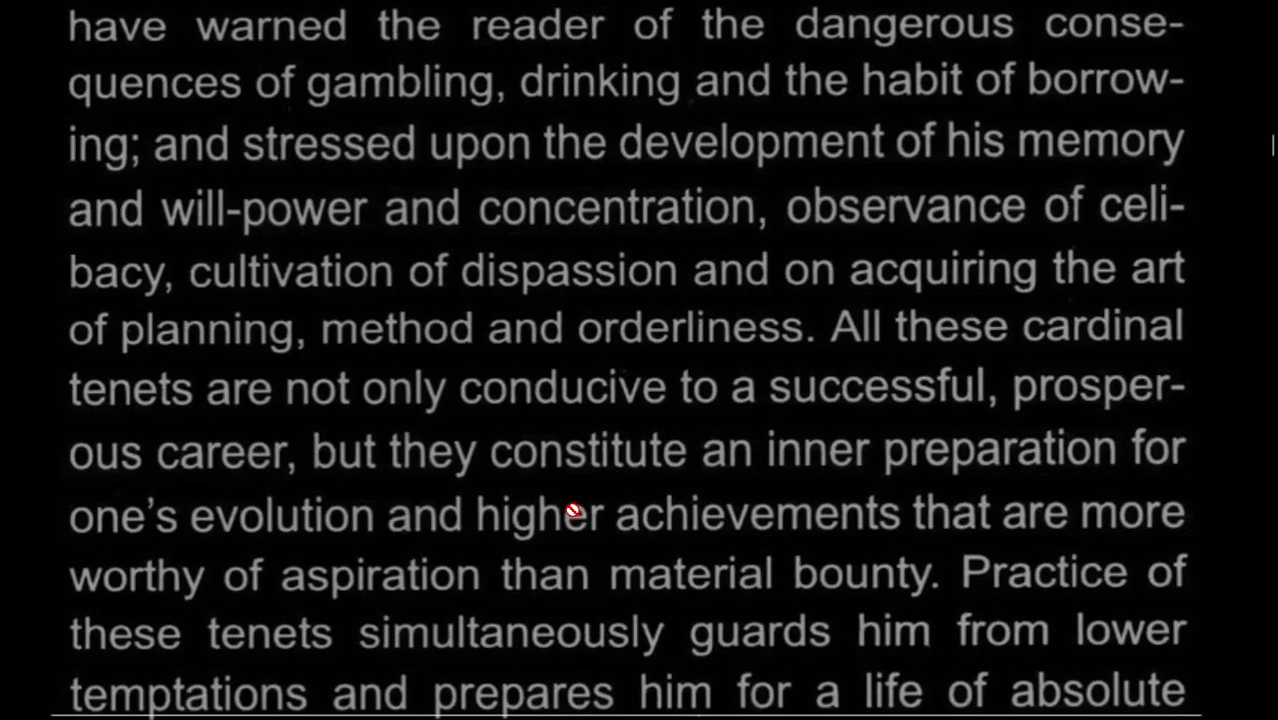 have warned the reader of the dangerous conse-
quences of gambling, drinking and the habit of borrow-
ing; and stressed upon the development of his memory
and will-power and concentration, observance of celi-
bacy, cultivation of dispassion and on acquiring the art
of planning, method and orderliness. All these cardinal
tenets are not only conducive to a successful, prosper-
ous career, but they constitute an inner preparation for
one’s evolution and higher achievements that are more
worthy of aspiration than material bounty. Practice of
these tenets simultaneously guards him from lower
temptations and prepares him for a life of absolute